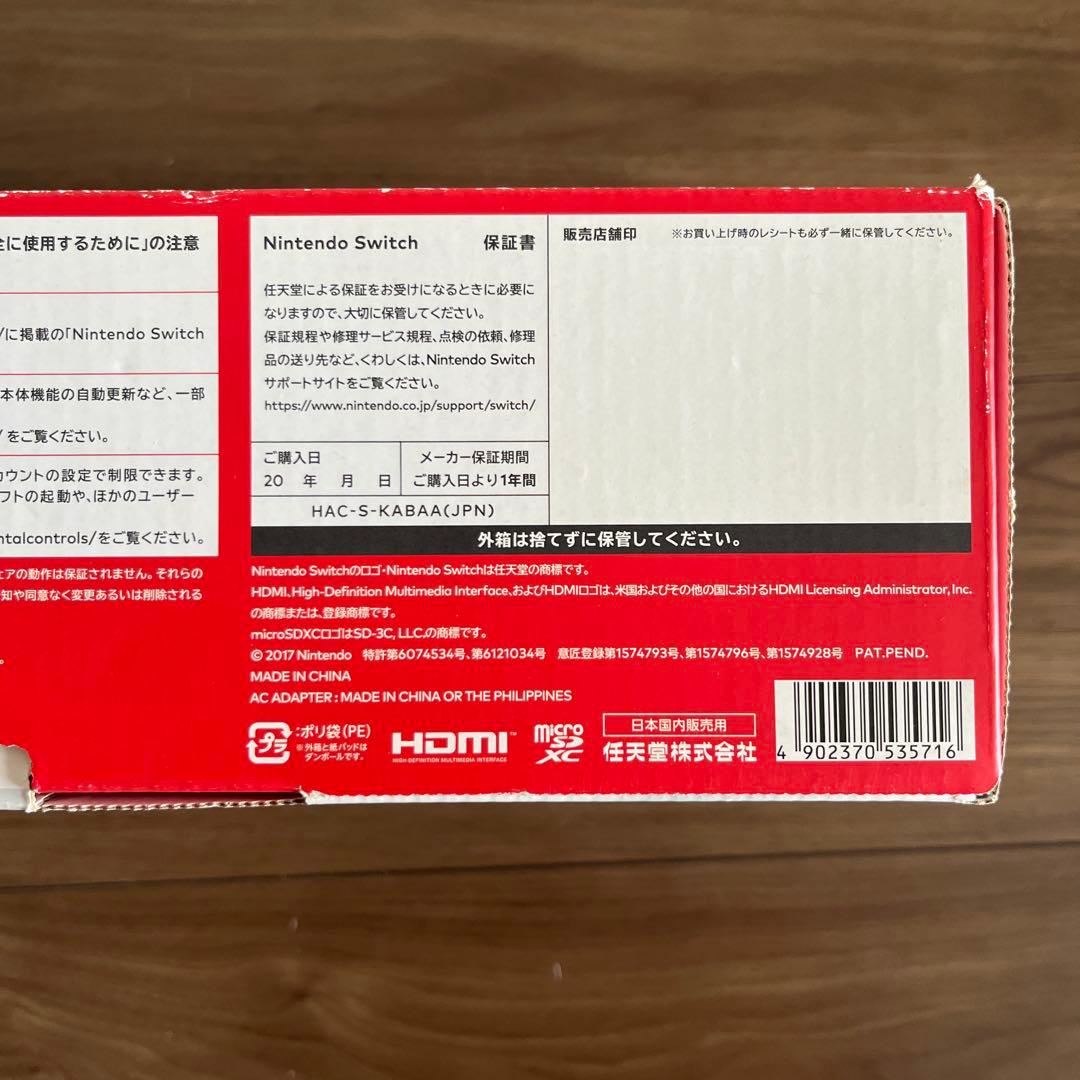 全に使用するために」の注意
/に掲載の「Nintendo Switch
本体機能の自動更新など、一部
/ をご覧ください。
カウントの設定で制限できます。
フトの起動や、ほかのユーザー
ntalcontrols/をご覧ください。
ェアの動作は保証されません。それらの
知や同意なく変更あるいは削除される
。
Nintendo Switch 保証書
任天堂による保証をお受けになるときに必要に
なりますので、大切に保管してください。
保証規程や修理サービス規程、点検の依頼、修理
品の送り先など、くわしくは、Nintendo Switch
サポートサイトをご覧ください。
https://www.nintendo.co.jp/support/switch/
ご購入日
20 年 月 日
メーカー保証期間
ご購入日より1年間
HAC-S-KABAA(JPN)
販売店舗印 ※お買い上げ時のレシートも必ず一緒に保管してください。
外箱は捨てずに保管してください。
Nintendo Switchのロゴ・Nintendo Switchは任天堂の商標です。
HDMI、High-Definition Multimedia Interface、およびHDMIロゴは、米国およびその他の国におけるHDMI Licensing Administrator, Inc.
の商標または、登録商標です。
microSDXCロゴはSD-3C, LLC.の商標です。
© 2017 Nintendo 特許第6074534号、第6121034号 意匠登録第1574793号、第1574796号、第1574928号 PAT.PEND.
MADE IN CHINA
AC ADAPTER : MADE IN CHINA OR THE PHILIPPINES
プラ
:ポリ袋(PE)
※外箱と紙パッドは
ダンボールです。
HDMI™
HIGH-DEFINITION MULTIMEDIA INTERFACE
micro
SD
XC
日本国内販売用
任天堂株式会社
4 902370 535716